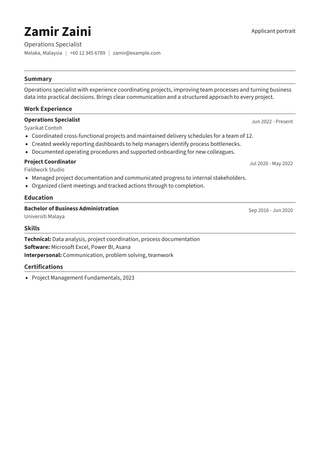 Zamir Zaini
Applicant portrait
Operations Specialist
Melaka, Malaysia | +60 12 345 6789 | zamir@example.com
Summary
Operations specialist with experience coordinating projects, improving team processes and turning business
data into practical decisions. Brings clear communication and a structured approach to every project.
Work Experience
Operations Specialist Jun 2022 - Present
Syarikat Contoh
• Coordinated cross-functional projects and maintained delivery schedules for a team of 12.
• Created weekly reporting dashboards to help managers identify process bottlenecks.
• Documented operating procedures and supported onboarding for new colleagues.
Project Coordinator Jul 2020 - May 2022
Fieldwork Studio
• Managed project documentation and communicated progress to internal stakeholders.
• Organized client meetings and tracked actions through to completion.
Education
Bachelor of Business Administration Sep 2016 - Jun 2020
Universiti Malaya
Skills
Technical: Data analysis, project coordination, process documentation
Software: Microsoft Excel, Power BI, Asana
Interpersonal: Communication, problem solving, teamwork
Certifications
• Project Management Fundamentals, 2023